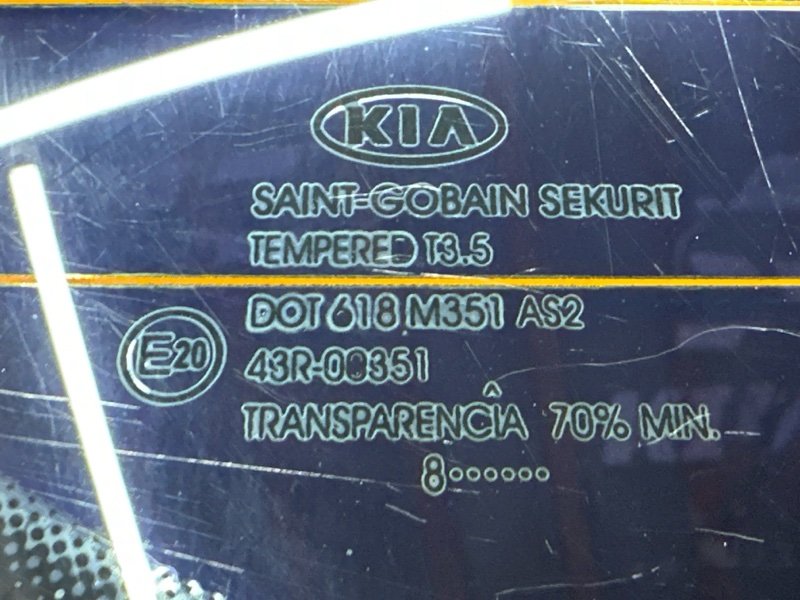 KIA
SAINT-GOBAIN SEKURIT
TEMPERED T3.5
DOT 618 M351 AS2
E20
43R-00351
TRANSPARENCÎA 70% MIN.
8••••••